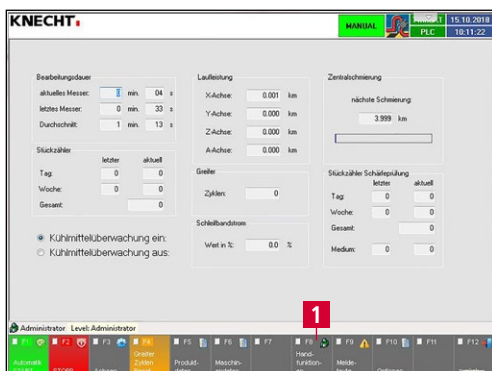 KNECHT
MANUAL
PLC
15.10.2018
10:11:22
Bearbeitungsdauer
aktuelles Messer: 0 min. 04 s
letztes Messer: 0 min. 33 s
Durchschnitt: 1 min. 13 s
Stückzähler
letzter aktuell
Tag: 0 0
Woche: 0 0
Gesamt: 0
Kühlmittelüberwachung ein:
Kühlmittelüberwachung aus:
Laufleistung
X-Achse: 0.001 km
Y-Achse: 0.000 km
Z-Achse: 0.000 km
A-Achse: 0.000 km
Greifer
Zyklen: 0
Schleifbandstrom
Wert in %: 0.0 %
Zentralschmierung
nächste Schmierung:
3.999 km
Stückzähler Schärfeprüfung
letzter aktuell
Tag: 0 0
Woche: 0 0
Gesamt: 0
Medium: 0 0
1
Administrator Level: Administrator
F1 F2 F3 F4 F5 F6 F7 F8 F9 F10 F11 F12
Automatik
Greifer
Zyklen
Produkt-
Maschin-
Hand-
funktion-
Melde-